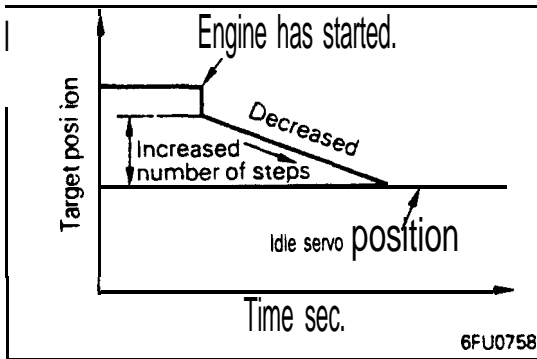 Engine has started.
Target position
Decreased
Increased
number of steps
Idle servo position
Time sec.
6FU0758